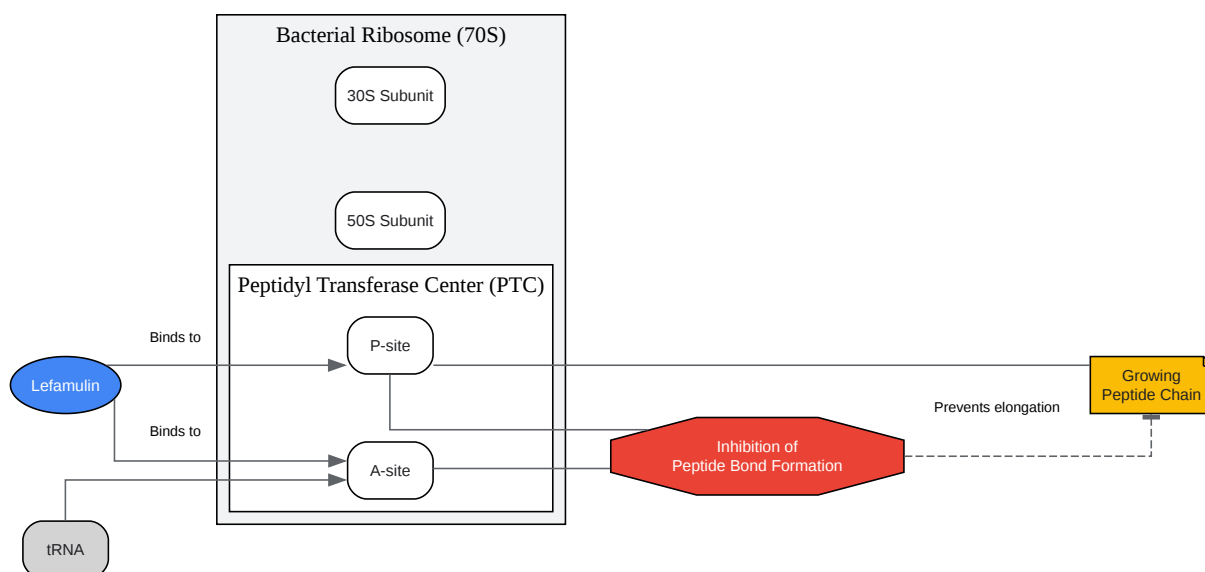 Bacterial Ribosome (70S)
30S Subunit
50S Subunit
Peptidyl Transferase Center (PTC)
Binds to
P-site
Lefamulin
Growing
Peptide Chain
Prevents elongation
Binds to
A-site
Inhibition of
Peptide Bond Formation
tRNA